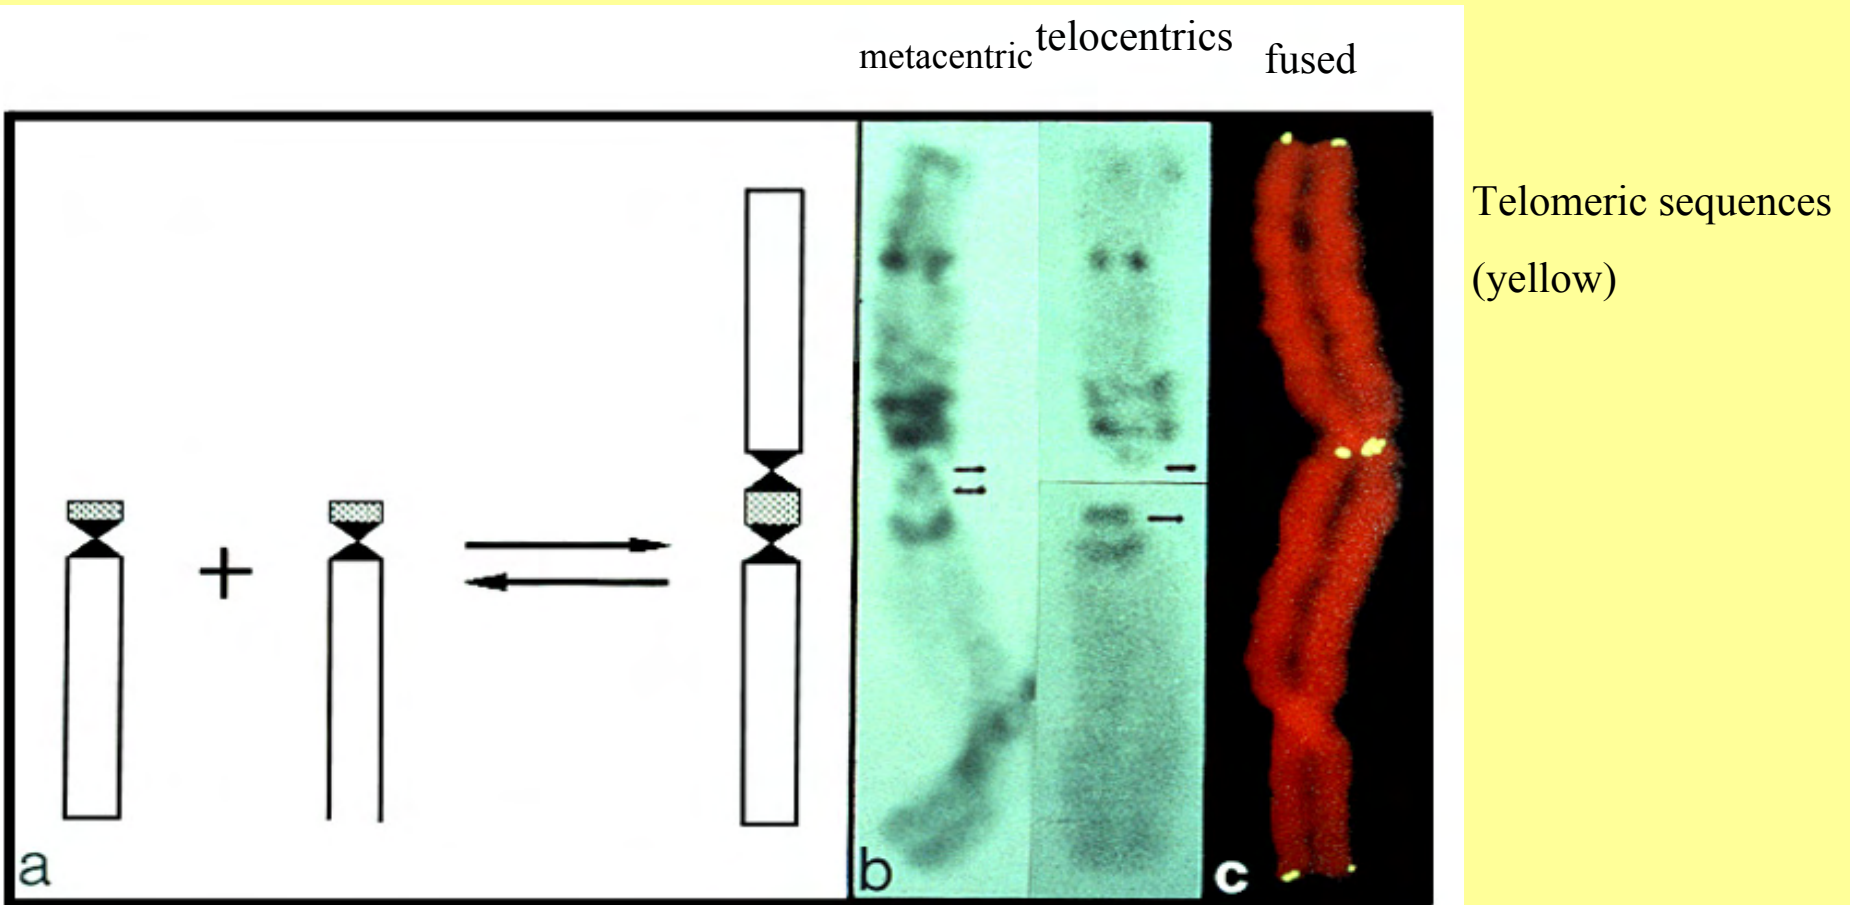 metacentric telocentrics fused
Telomeric sequences
(yellow)
+
a
b
c